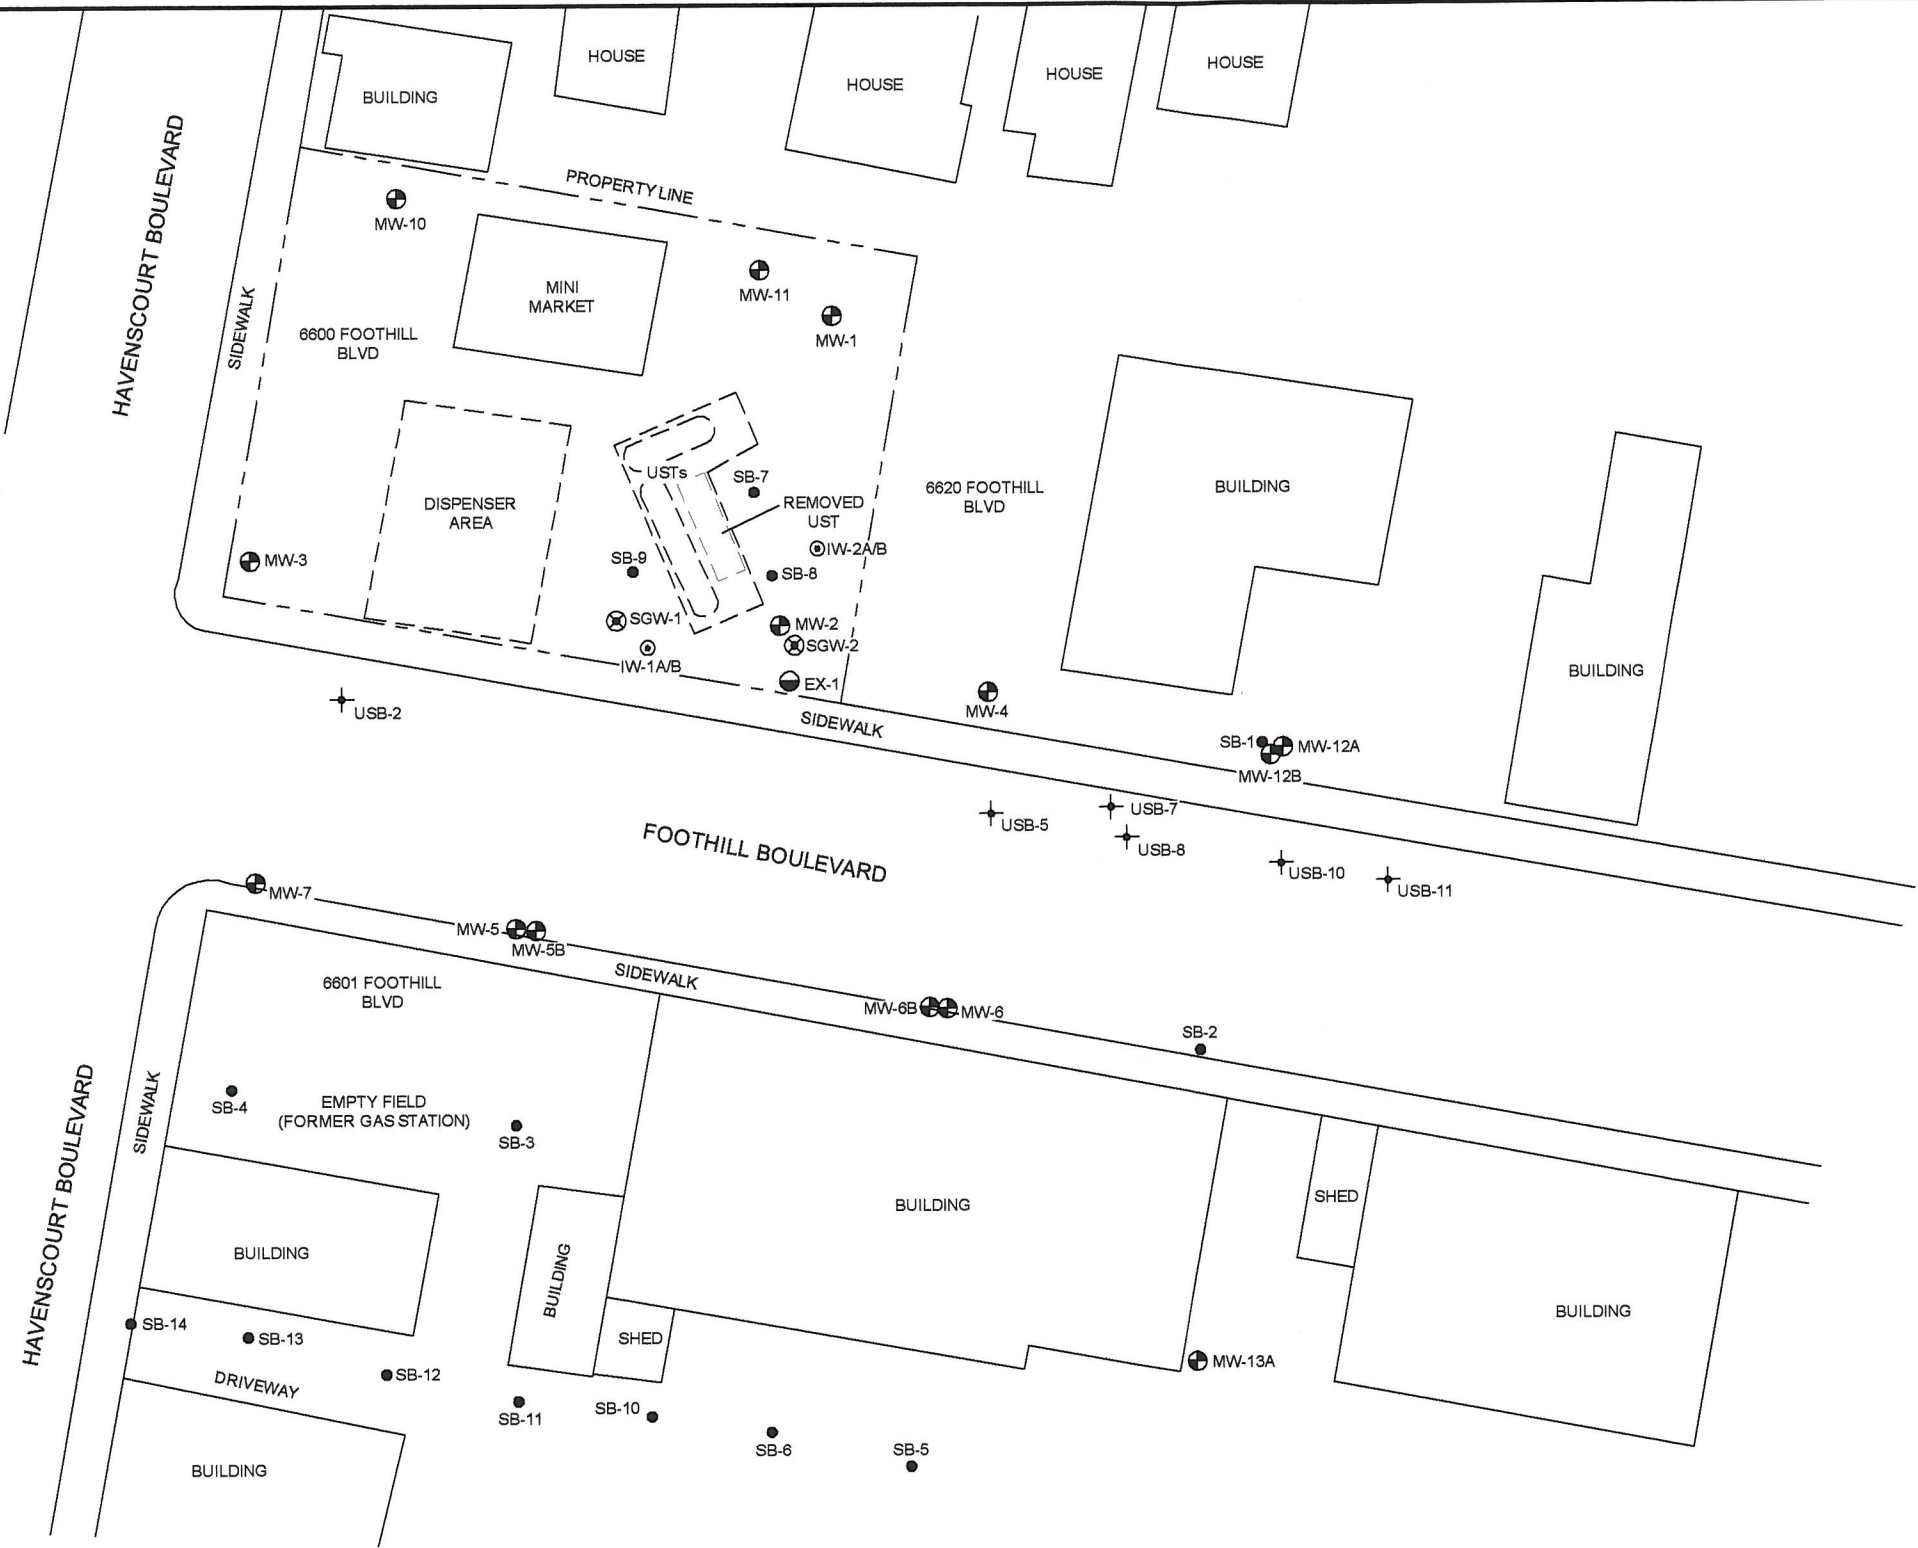 HOUSE
HOUSE
HOUSE
HOUSE
BUILDING
HAVENSCOURT BOULEVARD
PROPERTY LINE
MW-10
MINI
MARKET
MW-11
MW-1
SIDEWALK
6600 FOOTHILL
BLVD
USTs
SB-7
DISPENSER
AREA
REMOVED
UST
6620 FOOTHILL
BLVD
BUILDING
IW-2A/B
MW-3
SB-9
SB-8
SGW-1
MW-2
SGW-2
IW-1A/B
EX-1
BUILDING
USB-2
SIDEWALK
MW-4
SB-1
MW-12A
MW-12B
USB-5
USB-7
USB-8
USB-10
USB-11
FOOTHILL BOULEVARD
MW-7
MW-5
MW-5B
SIDEWALK
6601 FOOTHILL
BLVD
MW-6B
MW-6
SB-2
SIDEWALK
HAVENSCOURT BOULEVARD
SB-4
EMPTY FIELD
(FORMER GAS STATION)
SB-3
BUILDING
SHED
BUILDING
BUILDING
BUILDING
SB-14
SB-13
SHED
MW-13A
SB-12
DRIVEWAY
SB-11
SB-10
SB-6
SB-5
BUILDING